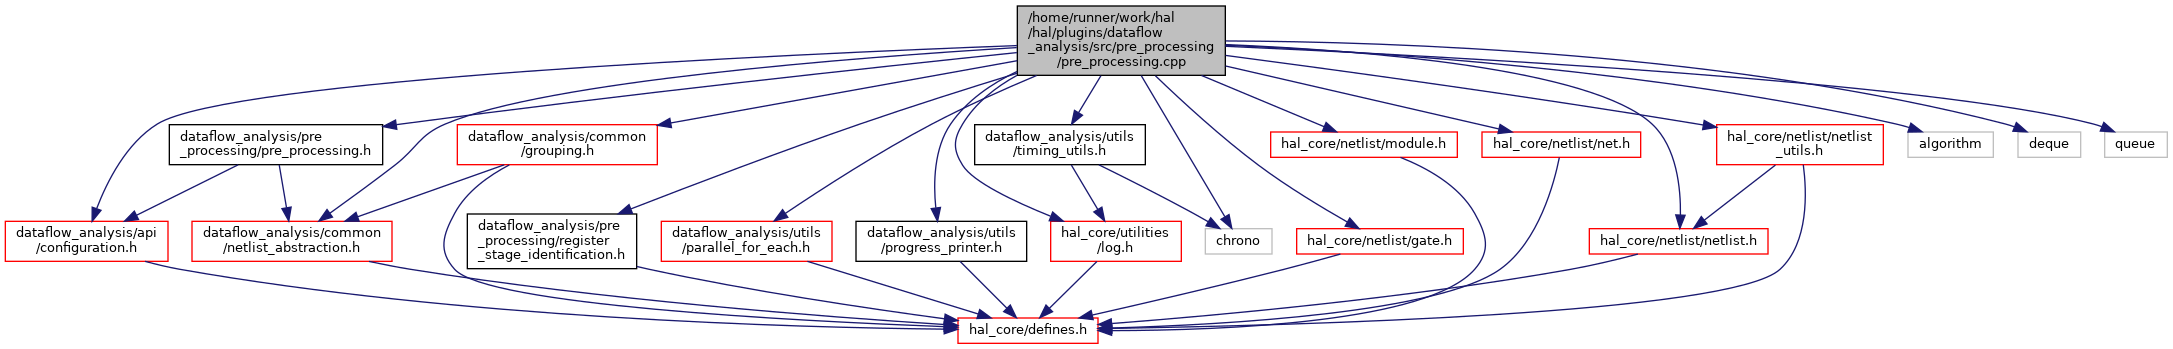 /home/runner/work/hal
/hal/plugins/dataflow
_analysis/src/pre_processing
/pre_processing.cpp
dataflow_analysis/pre
_processing/pre_processing.h
dataflow_analysis/common
/grouping.h
dataflow_analysis/utils
/timing_utils.h
hal_core/netlist/module.h
hal_core/netlist/net.h
hal_core/netlist/netlist
_utils.h
algorithm
deque
queue
dataflow_analysis/api
/configuration.h
dataflow_analysis/common
/netlist_abstraction.h
dataflow_analysis/pre
_processing/register
_stage_identification.h
dataflow_analysis/utils
/parallel_for_each.h
dataflow_analysis/utils
/progress_printer.h
hal_core/utilities
/log.h
chrono
hal_core/netlist/gate.h
hal_core/netlist/netlist.h
hal_core/defines.h